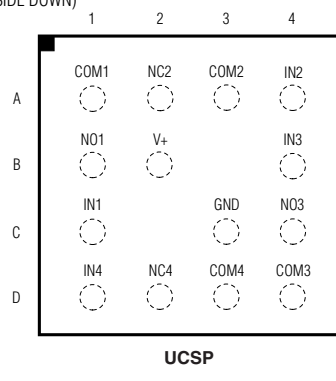 SIDE DOWN)
1 2 3 4
COM1 NC2 COM2 IN2
A
NO1 V+ IN3
B
IN1 GND NO3
C
IN4 NC4 COM4 COM3
D
UCSP